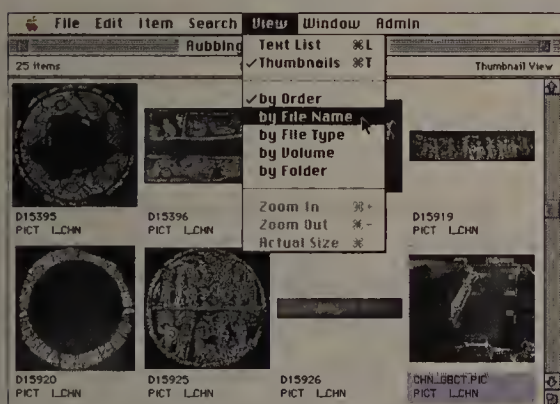 File Edit Item Search View Window Admin
Rubbing
25 items
Thumbnail View
Text List ⌘L
✓Thumbnails ⌘T
✓by Order
by File Name
by File Type
by Volume
by Folder
Zoom In ⌘+
Zoom Out ⌘-
Actual Size ⌘
D15395
PICT L_CHN
D15396
PICT L_CHN
D15919
PICT L_CHN
D15920
PICT L_CHN
D15925
PICT L_CHN
D15926
PICT L_CHN
CHN_GBCT.PIC
PICT L_CHN